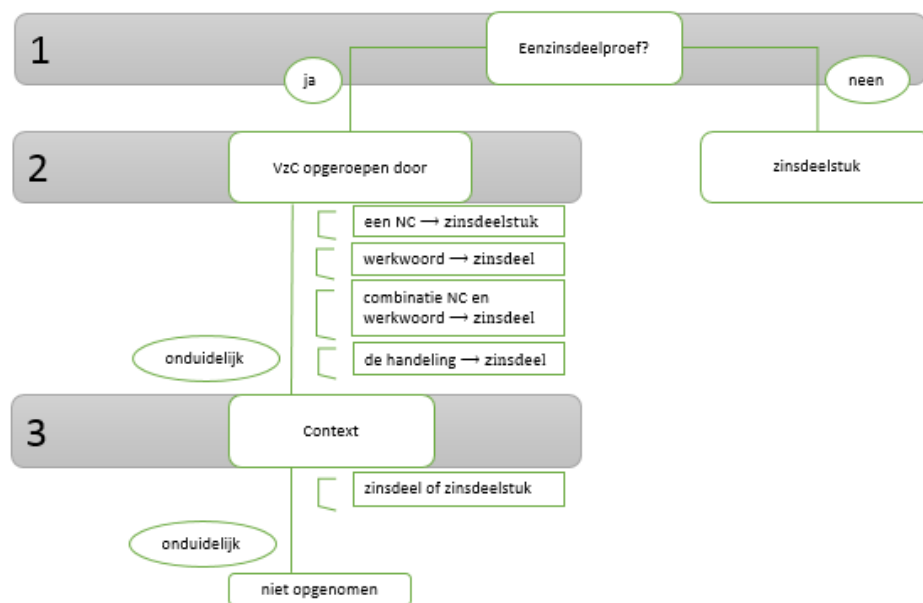 1
Eenzinsdeelproef?
ja
neen
2
VzC opgeroepen door
zinsdeelstuk
een NC → zinsdeelstuk
werkwoord → zinsdeel
combinatie NC en
werkwoord → zinsdeel
onduidelijk
de handeling → zinsdeel
3
Context
zinsdeel of zinsdeelstuk
onduidelijk
niet opgenomen